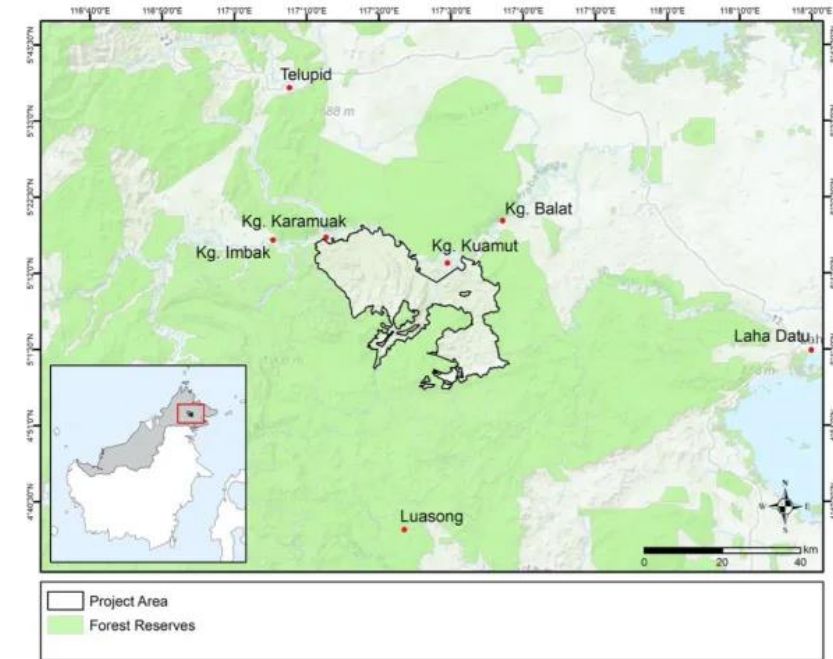 116°40'0"E 116°50'0"E 117°0'0"E 117°10'0"E 117°20'0"E 117°30'0"E 117°40'0"E 117°50'0"E 118°0'0"E 118°10'0"E 118°20'0"E
Telupid
88 m
Kg. Balat
Kg. Karamuak
Kg. Kuamut
Kg. Imbak
Laha Datu
Luasong
N
W E
S
km
0 20 40
Project Area
Forest Reserves